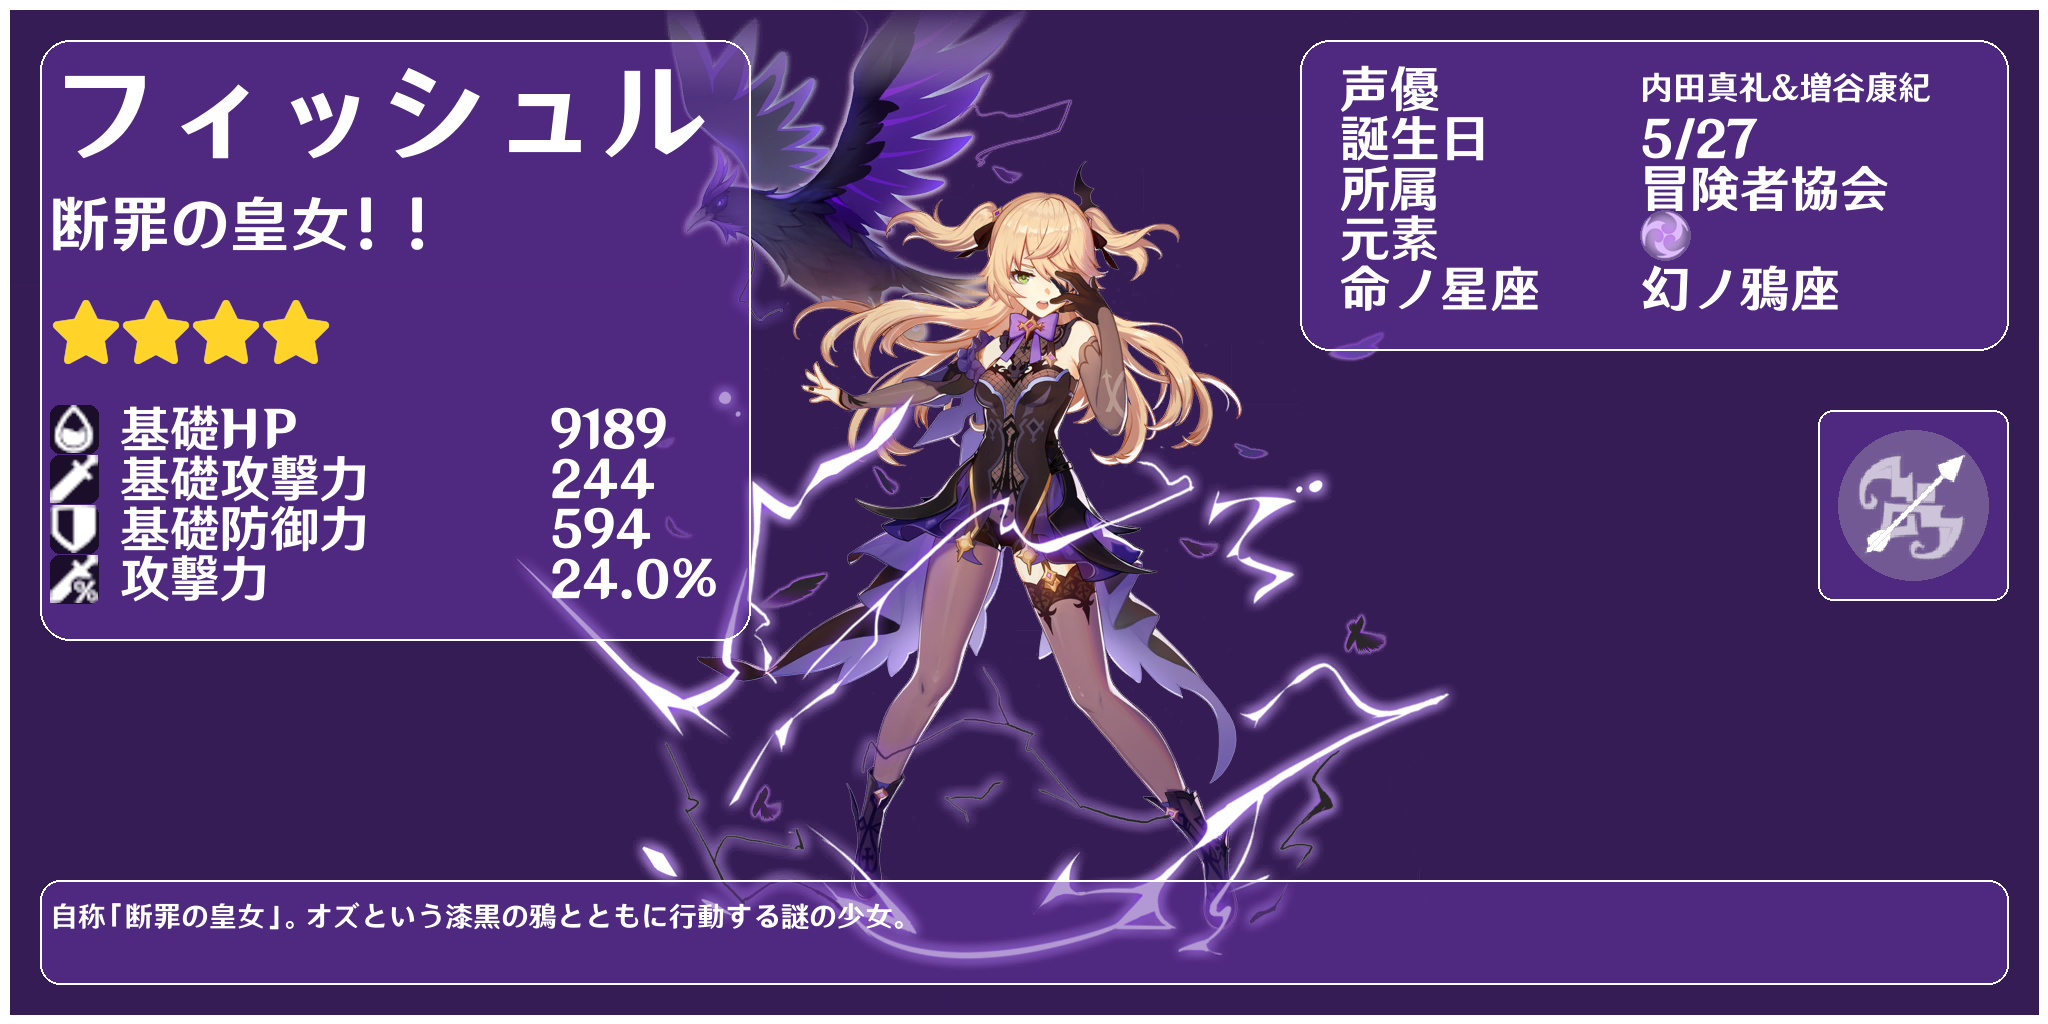 フィッシュル
断罪の皇女！！
基礎HP 9189
基礎攻撃力 244
基礎防御力 594
攻撃力 24.0%
声優 内田真礼&増谷康紀
誕生日 5/27
所属 冒険者協会
元素
命ノ星座 幻ノ鴉座
自称「断罪の皇女」。オズという漆黒の鴉とともに行動する謎の少女。